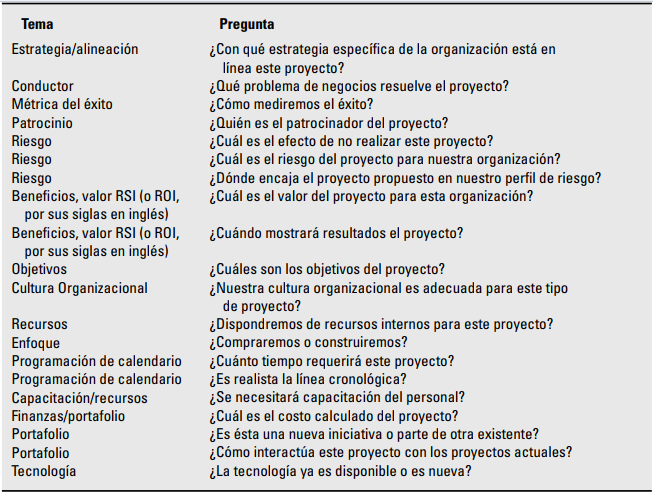 Tema Pregunta
Estrategia/alineación ¿Con qué estrategia específica de la organización está en
línea este proyecto?
Conductor ¿Qué problema de negocios resuelve el proyecto?
Métrica del éxito ¿Cómo mediremos el éxito?
Patrocinio ¿Quién es el patrocinador del proyecto?
Riesgo ¿Cuál es el efecto de no realizar este proyecto?
Riesgo ¿Cuál es el riesgo del proyecto para nuestra organización?
Riesgo ¿Dónde encaja el proyecto propuesto en nuestro perfil de riesgo?
Beneficios, valor RSI (o ROI, ¿Cuál es el valor del proyecto para esta organización?
por sus siglas en inglés)
Beneficios, valor RSI (o ROI, ¿Cuándo mostrará resultados el proyecto?
por sus siglas en inglés)
Objetivos ¿Cuáles son los objetivos del proyecto?
Cultura Organizacional ¿Nuestra cultura organizacional es adecuada para este tipo
de proyecto?
Recursos ¿Dispondremos de recursos internos para este proyecto?
Enfoque ¿Compraremos o construiremos?
Programación de calendario ¿Cuánto tiempo requerirá este proyecto?
Programación de calendario ¿Es realista la línea cronológica?
Capacitación/recursos ¿Se necesitará capacitación del personal?
Finanzas/portafolio ¿Cuál es el costo calculado del proyecto?
Portafolio ¿Es ésta una nueva iniciativa o parte de otra existente?
Portafolio ¿Cómo interactúa este proyecto con los proyectos actuales?
Tecnología ¿La tecnología ya es disponible o es nueva?